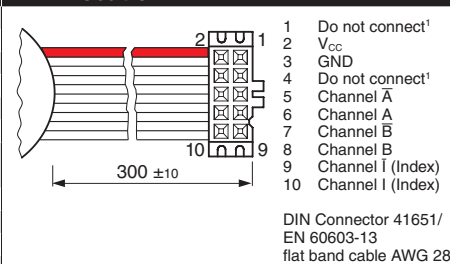 2 1
10 9
300 ±10
1 Do not connect¹
2 V_CC
3 GND
4 Do not connect¹
5 Channel A̅
6 Channel A
7 Channel B̅
8 Channel B
9 Channel I̅ (Index)
10 Channel I (Index)
DIN Connector 41651/
EN 60603-13
flat band cable AWG 28